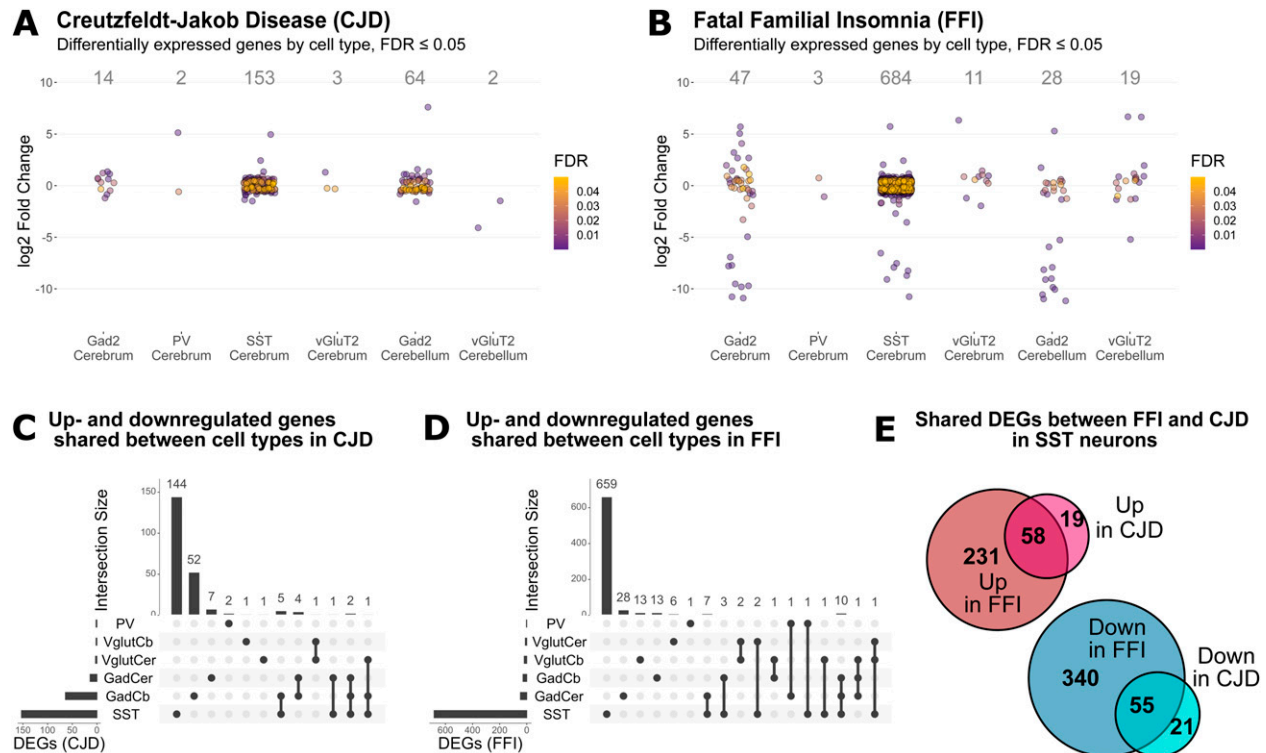 A Creutzfeldt-Jakob Disease (CJD)
Differentially expressed genes by cell type, FDR ≤ 0.05
14 2 153 3 64 2
10
5
0
-5
-10
log2 Fold Change
Gad2 Cerebrum
PV Cerebrum
SST Cerebrum
vGluT2 Cerebrum
Gad2 Cerebellum
vGluT2 Cerebellum
FDR
0.04
0.03
0.02
0.01
B Fatal Familial Insomnia (FFI)
Differentially expressed genes by cell type, FDR ≤ 0.05
47 3 684 11 28 19
10
5
0
-5
-10
log2 Fold Change
Gad2 Cerebrum
PV Cerebrum
SST Cerebrum
vGluT2 Cerebrum
Gad2 Cerebellum
vGluT2 Cerebellum
FDR
0.04
0.03
0.02
0.01
C Up- and downregulated genes
shared between cell types in CJD
144
52
7 2 1 1 5 4 1 1 2 1
150
100
50
0
Intersection Size
PV
VglutCb
VglutCer
GadCer
GadCb
SST
150 100 50 0
DEGs (CJD)
D Up- and downregulated genes
shared between cell types in FFI
659
28 13 13 6 1 7 3 2 2 1 1 1 1 10 1 1
600
400
200
0
Intersection Size
PV
VglutCer
VglutCb
GadCb
GadCer
SST
600 400 200 0
DEGs (FFI)
E Shared DEGs between FFI and CJD
in SST neurons
231
Up
in FFI
58
19
Up
in CJD
Down
in FFI
340
55
21
Down
in CJD